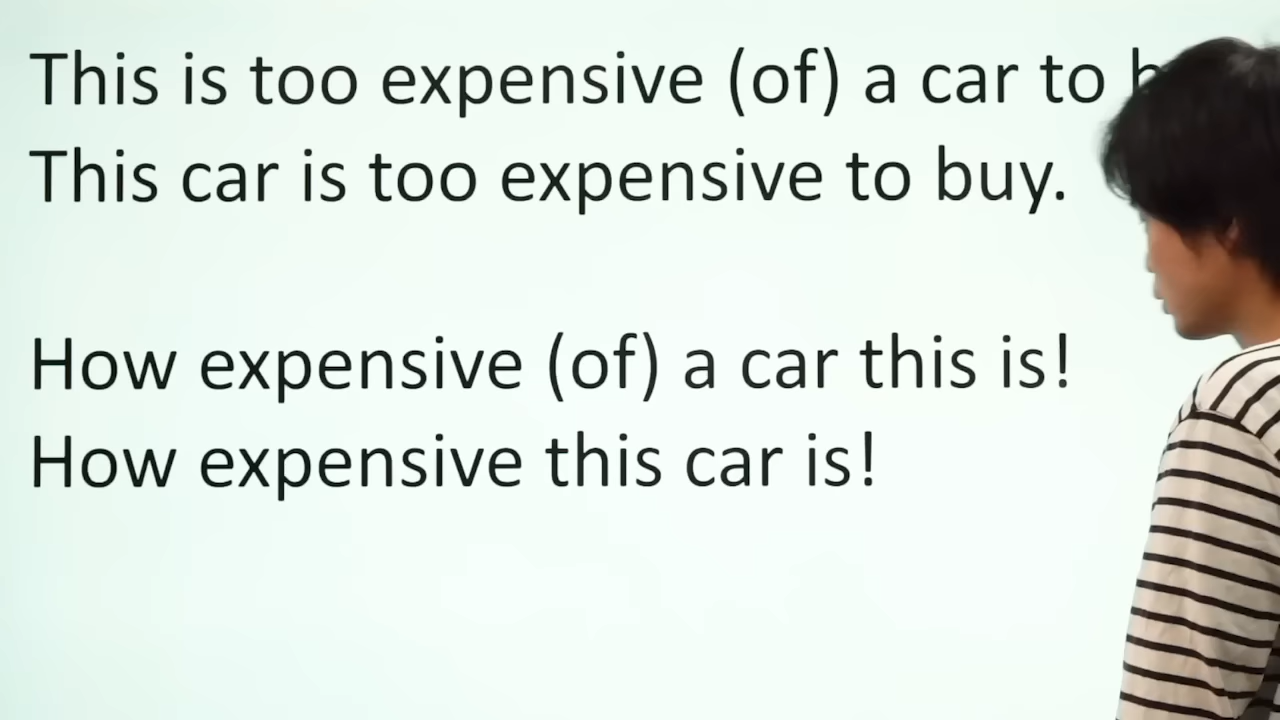 This is too expensive (of) a car to
This car is too expensive to buy.
How expensive (of) a car this is!
How expensive this car is!